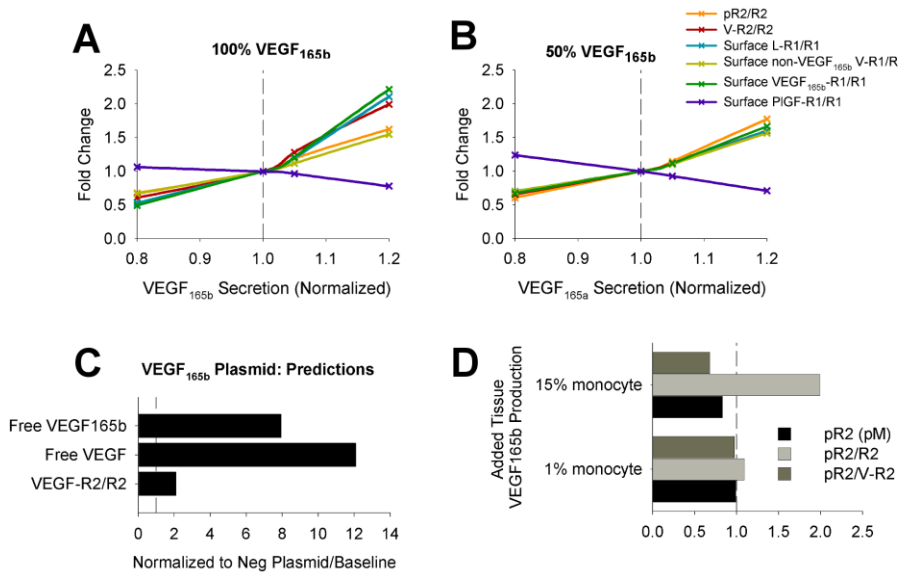 A
100% VEGF165b
Fold Change
2.5
2.0
1.5
1.0
0.5
0.0
0.8 0.9 1.0 1.1 1.2
VEGF165b Secretion (Normalized)
B
50% VEGF165b
Fold Change
2.5
2.0
1.5
1.0
0.5
0.0
0.8 0.9 1.0 1.1 1.2
VEGF165a Secretion (Normalized)
pR2/R2
V-R2/R2
Surface L-R1/R1
Surface non-VEGF165b V-R1/R
Surface VEGF165b-R1/R1
Surface PlGF-R1/R1
C
VEGF165b Plasmid: Predictions
Free VEGF165b
Free VEGF
VEGF-R2/R2
0 2 4 6 8 10 12 14
Normalized to Neg Plasmid/Baseline
D
Added Tissue
VEGF165b Production
15% monocyte
1% monocyte
0.0 0.5 1.0 1.5 2.0 2.5
pR2 (pM)
pR2/R2
pR2/V-R2